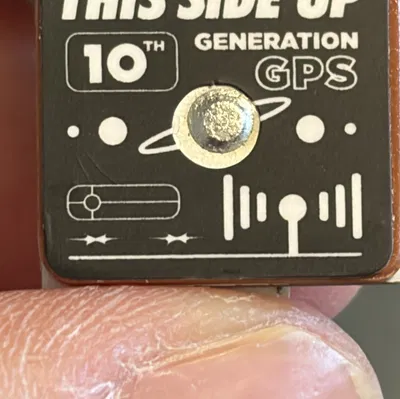 THIS SIDE UP
10TH GENERATION
GPS